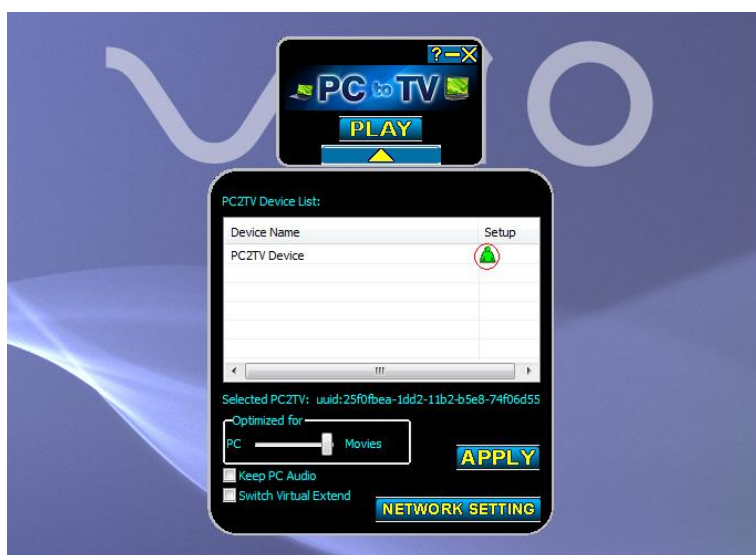 VAIO
? – X
PC to TV
PLAY
PC2TV Device List:
Device Name Setup
PC2TV Device
Selected PC2TV: uuid:25f0fbea-1dd2-11b2-b5e8-74f06d55
Optimized for
PC Movies
Keep PC Audio
APPLY
Switch Virtual Extend
NETWORK SETTING